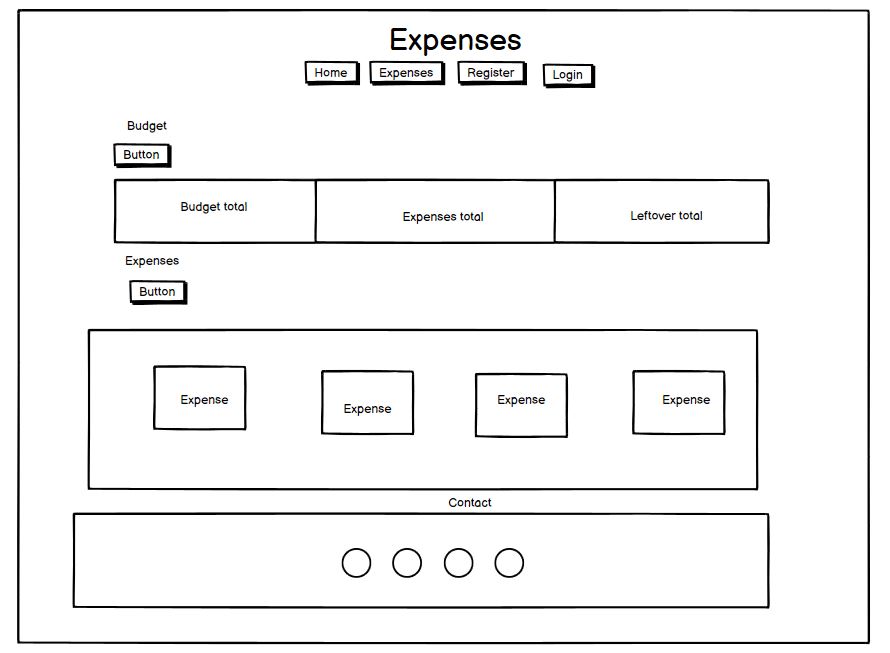 Expenses
Home Expenses Register Login
Budget
Button
Budget total Expenses total Leftover total
Expenses
Button
Expense Expense Expense Expense
Contact